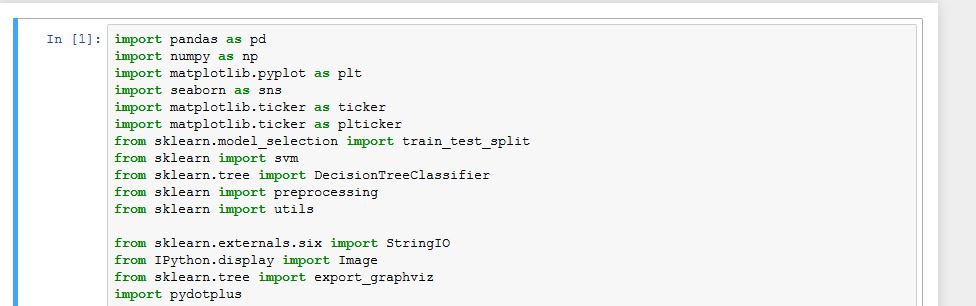 In [1]: import pandas as pd
import numpy as np
import matplotlib.pyplot as plt
import seaborn as sns
import matplotlib.ticker as ticker
import matplotlib.ticker as plticker
from sklearn.model_selection import train_test_split
from sklearn import svm
from sklearn.tree import DecisionTreeClassifier
from sklearn import preprocessing
from sklearn import utils

from sklearn.externals.six import StringIO
from IPython.display import Image
from sklearn.tree import export_graphviz
import pydotplus